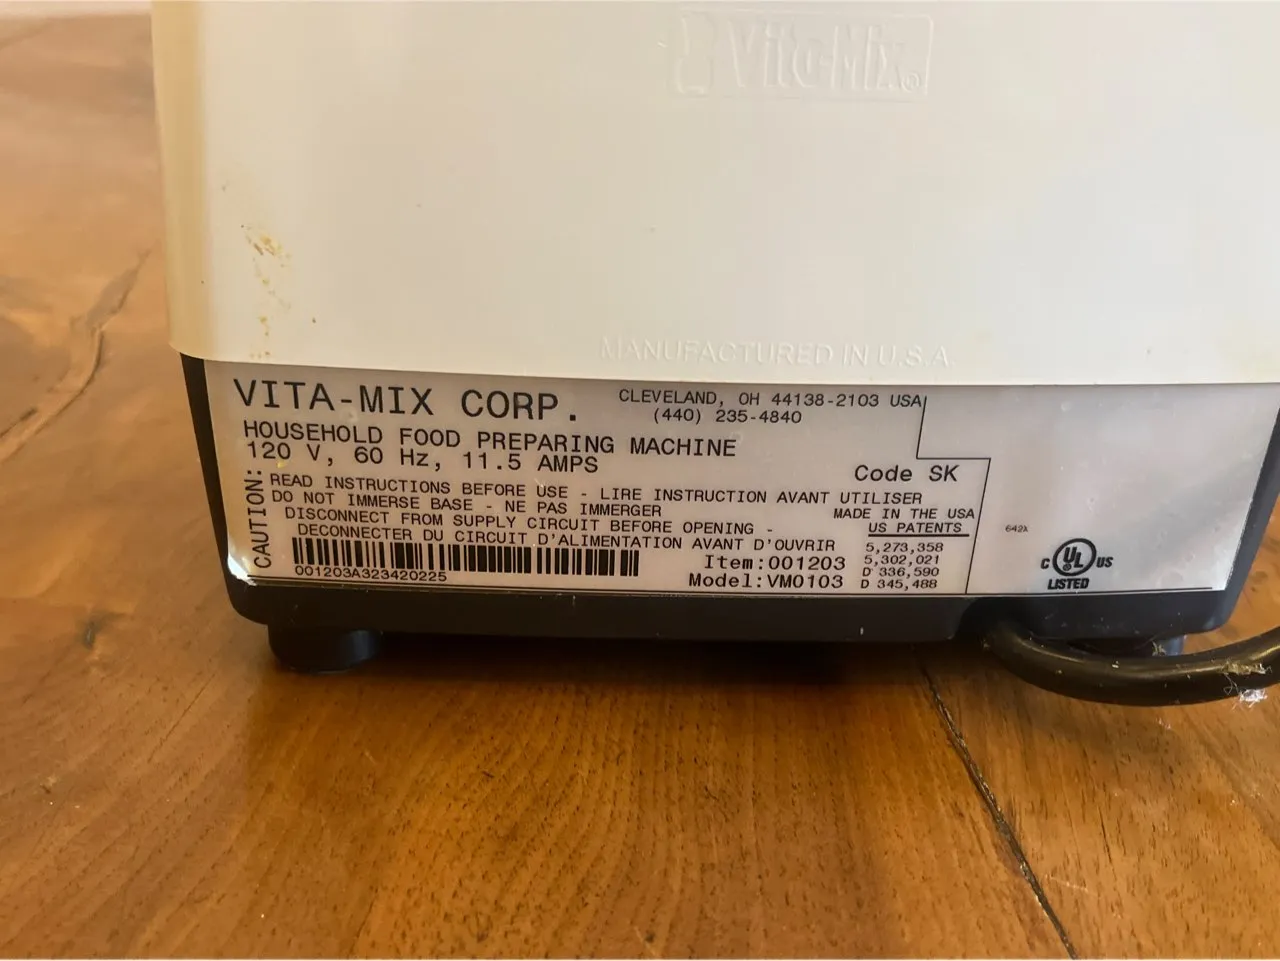 Vita-Mix®
MANUFACTURED IN U.S.A
VITA-MIX CORP.
CLEVELAND, OH 44138-2103 USA
(440) 235-4840
HOUSEHOLD FOOD PREPARING MACHINE
120 V, 60 Hz, 11.5 AMPS
Code SK
CAUTION:
READ INSTRUCTIONS BEFORE USE - LIRE INSTRUCTION AVANT UTILISER
DO NOT IMMERSE BASE - NE PAS IMMERGER
DISCONNECT FROM SUPPLY CIRCUIT BEFORE OPENING -
DECONNECTER DU CIRCUIT D'ALIMENTATION AVANT D'OUVRIR
MADE IN THE USA
US PATENTS
5,273,358
5,302,021
D 336,590
D 345,488
Item:001203
Model:VM0103
001203A323420225
642X
C UL® US
LISTED